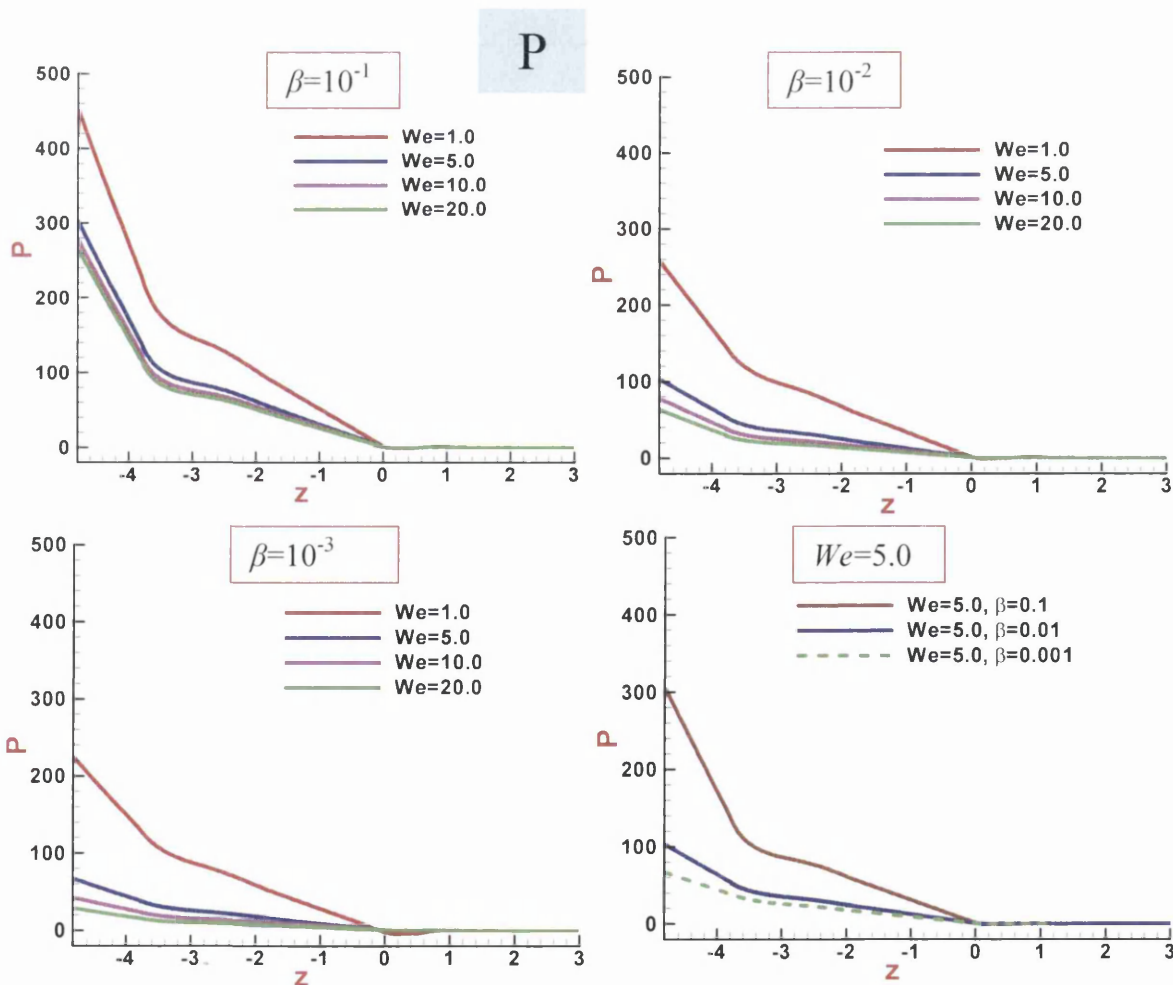 P
β=10⁻¹
We=1.0
We=5.0
We=10.0
We=20.0
500
400
300
200
100
0
P
-4 -3 -2 -1 0 1 2 3
z
β=10⁻²
We=1.0
We=5.0
We=10.0
We=20.0
500
400
300
200
100
0
P
-4 -3 -2 -1 0 1 2 3
z
β=10⁻³
We=1.0
We=5.0
We=10.0
We=20.0
500
400
300
200
100
0
P
-4 -3 -2 -1 0 1 2 3
z
We=5.0
We=5.0, β=0.1
We=5.0, β=0.01
We=5.0, β=0.001
500
400
300
200
100
0
P
-4 -3 -2 -1 0 1 2 3
z